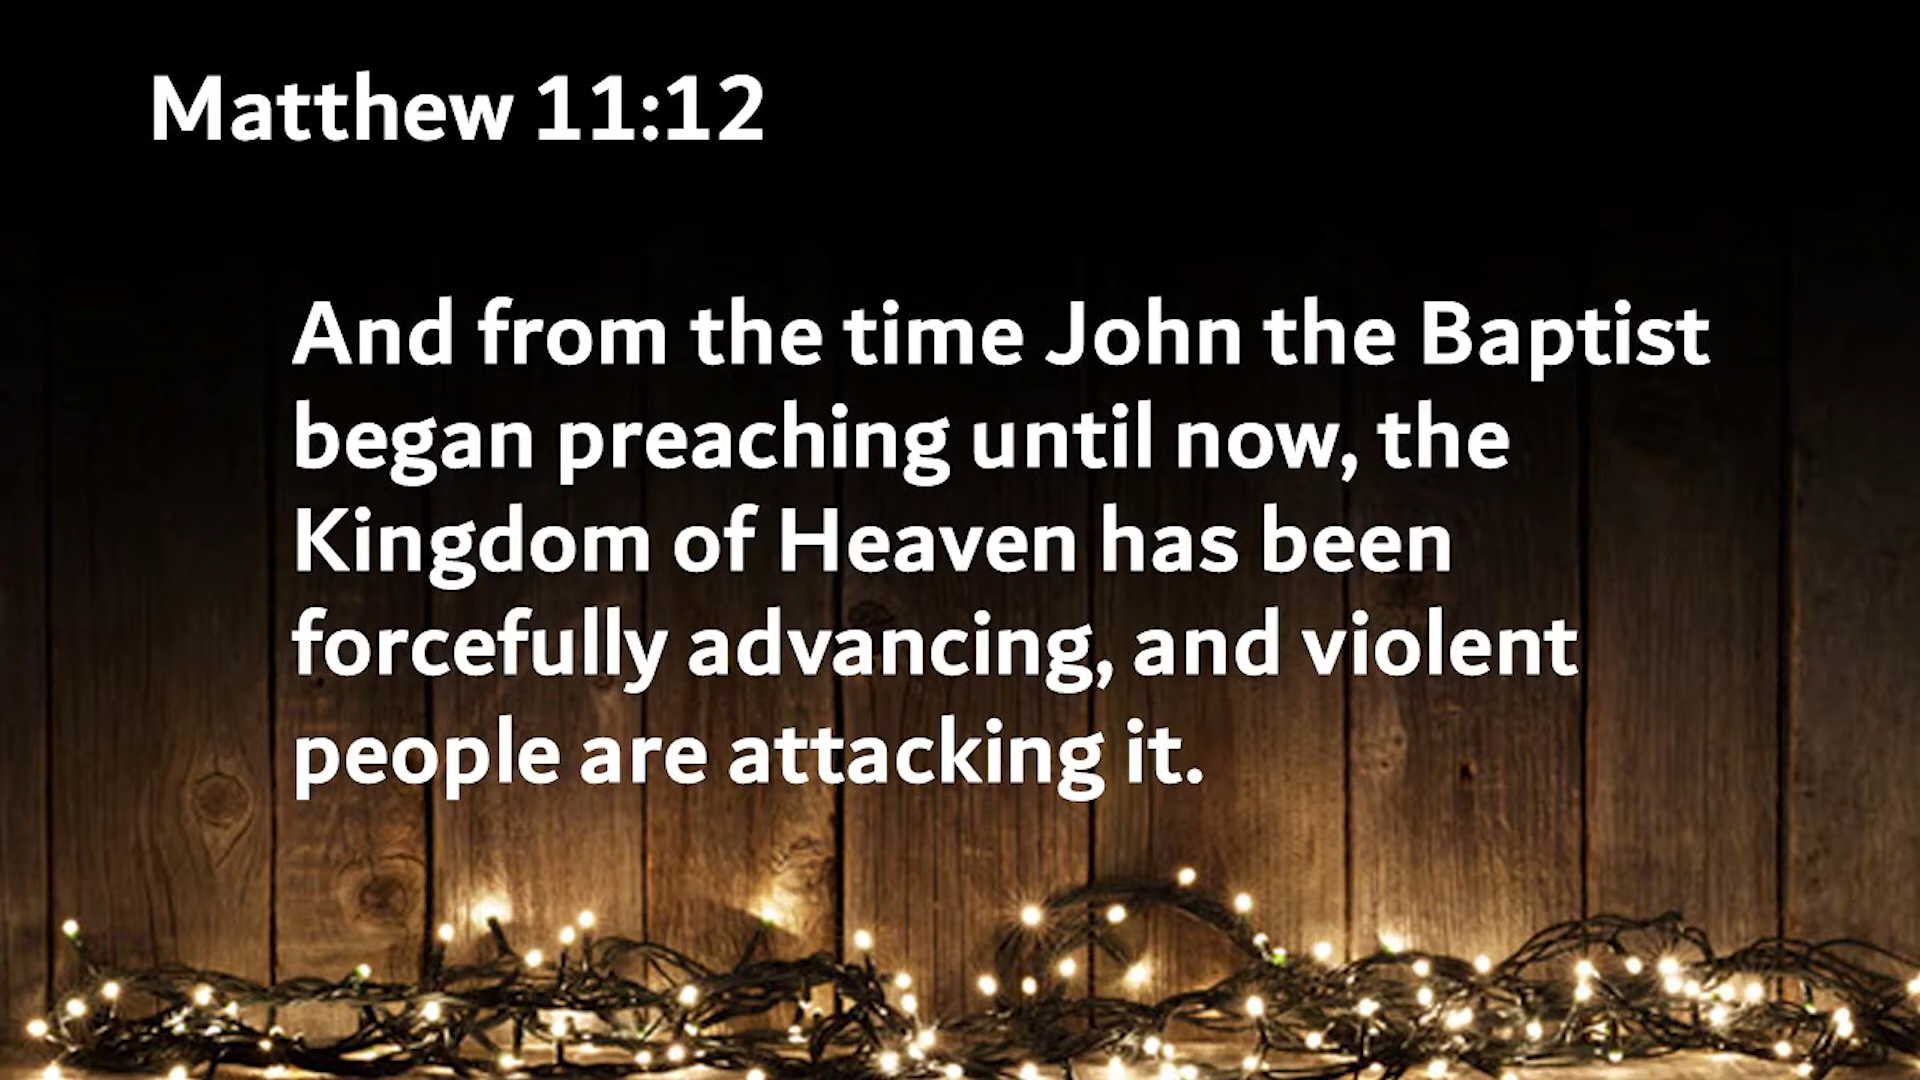 Matthew 11:12
And from the time John the Baptist
began preaching until now, the
Kingdom of Heaven has been
forcefully advancing, and violent
people are attacking it.